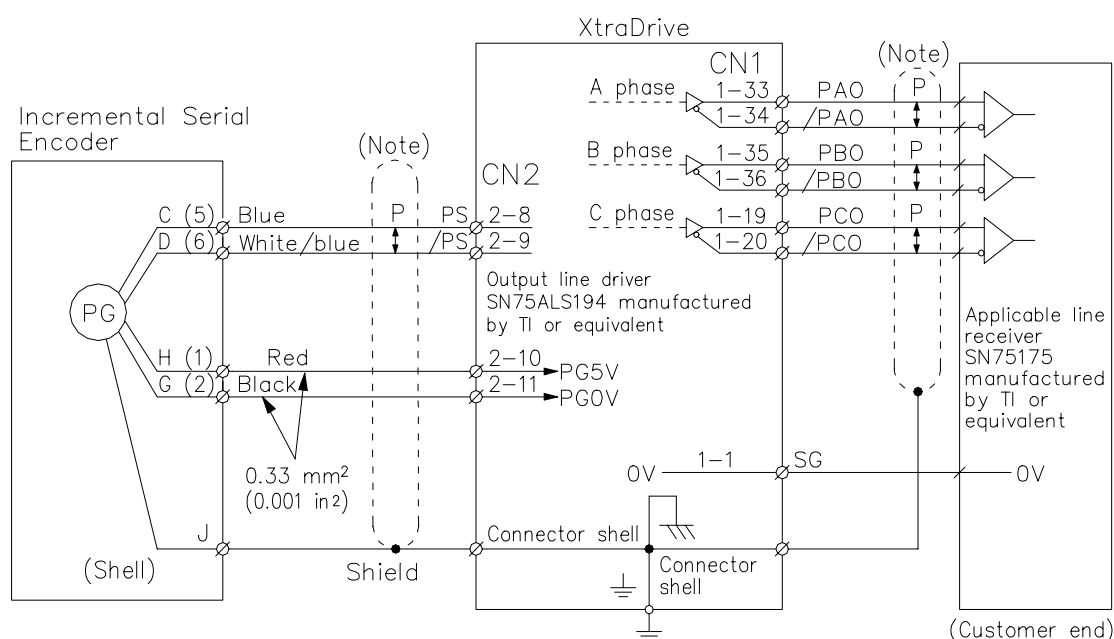 XtraDrive
Incremental Serial
Encoder
(Note)
CN2
CN1
(Note)
A phase
1-33
PAO
P
1-34
/PAO
B phase
1-35
PBO
P
1-36
/PBO
C phase
1-19
PCO
P
1-20
/PCO
C (5)
Blue
P
PS
2-8
D (6)
White/blue
/PS
2-9
PG
Output line driver
SN75ALS194 manufactured
by TI or equivalent
Applicable line
receiver
SN75175
manufactured
by TI or
equivalent
H (1)
Red
2-10
PG5V
G (2)
Black
2-11
PG0V
0.33 mm²
(0.001 in²)
0V
1-1
SG
0V
J
Connector shell
Connector
shell
(Shell)
Shield
(Customer end)